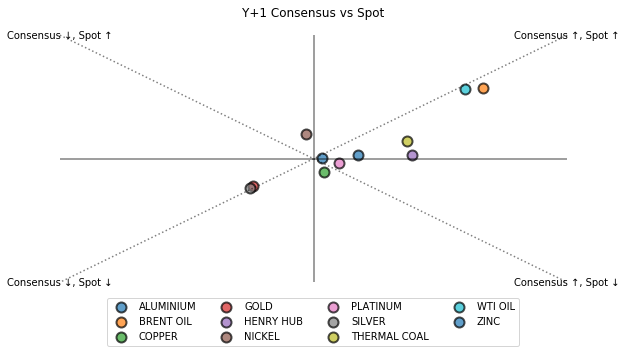 Y+1 Consensus vs Spot
Consensus ↓, Spot ↑
Consensus ↑, Spot ↑
Consensus ↓, Spot ↓
Consensus ↑, Spot ↓
ALUMINIUM
BRENT OIL
COPPER
GOLD
HENRY HUB
NICKEL
PLATINUM
SILVER
THERMAL COAL
WTI OIL
ZINC